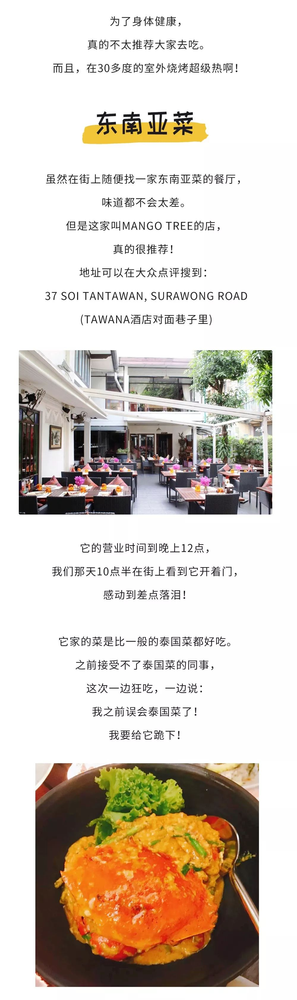 为了身体健康，
真的不太推荐大家去吃。
而且，在30多度的室外烧烤超级热啊！
东南亚菜
虽然在街上随便找一家东南亚菜的餐厅，
味道都不会太差。
但是这家叫MANGO TREE的店，
真的很推荐！
地址可以在大众点评搜到：
37 SOI TANTAWAN, SURAWONG ROAD
(TAWANA酒店对面巷子里)
它的营业时间到晚上12点，
我们那天10点半在街上看到它开着门，
感动到差点落泪！
它家的菜是比一般的泰国菜都好吃。
之前接受不了泰国菜的同事，
这次一边狂吃，一边说：
我之前误会泰国菜了！
我要给它跪下！